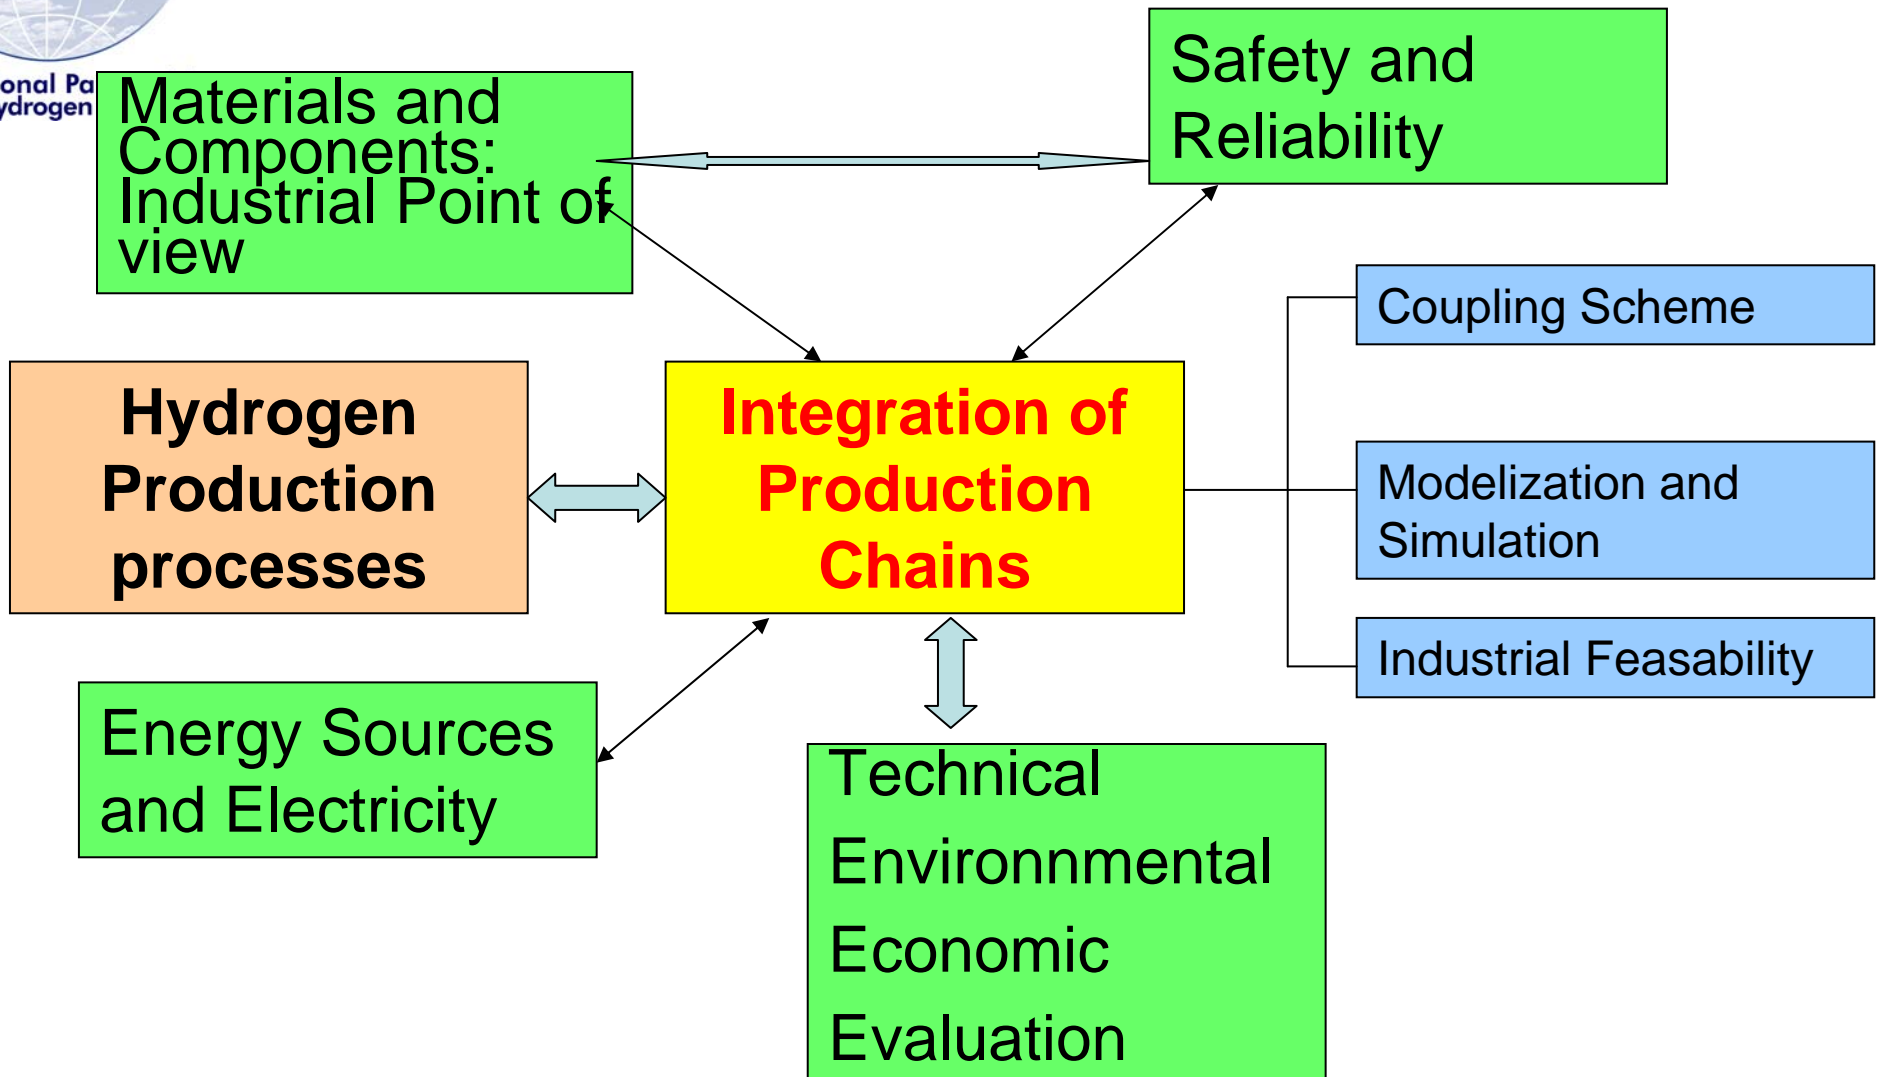 onal Pa
ydrogen
Materials and
Components:
Industrial Point of
view
Safety and
Reliability
Coupling Scheme
Hydrogen
Production
processes
Integration of
Production
Chains
Modelization and
Simulation
Industrial Feasability
Energy Sources
and Electricity
Technical
Environnmental
Economic
Evaluation